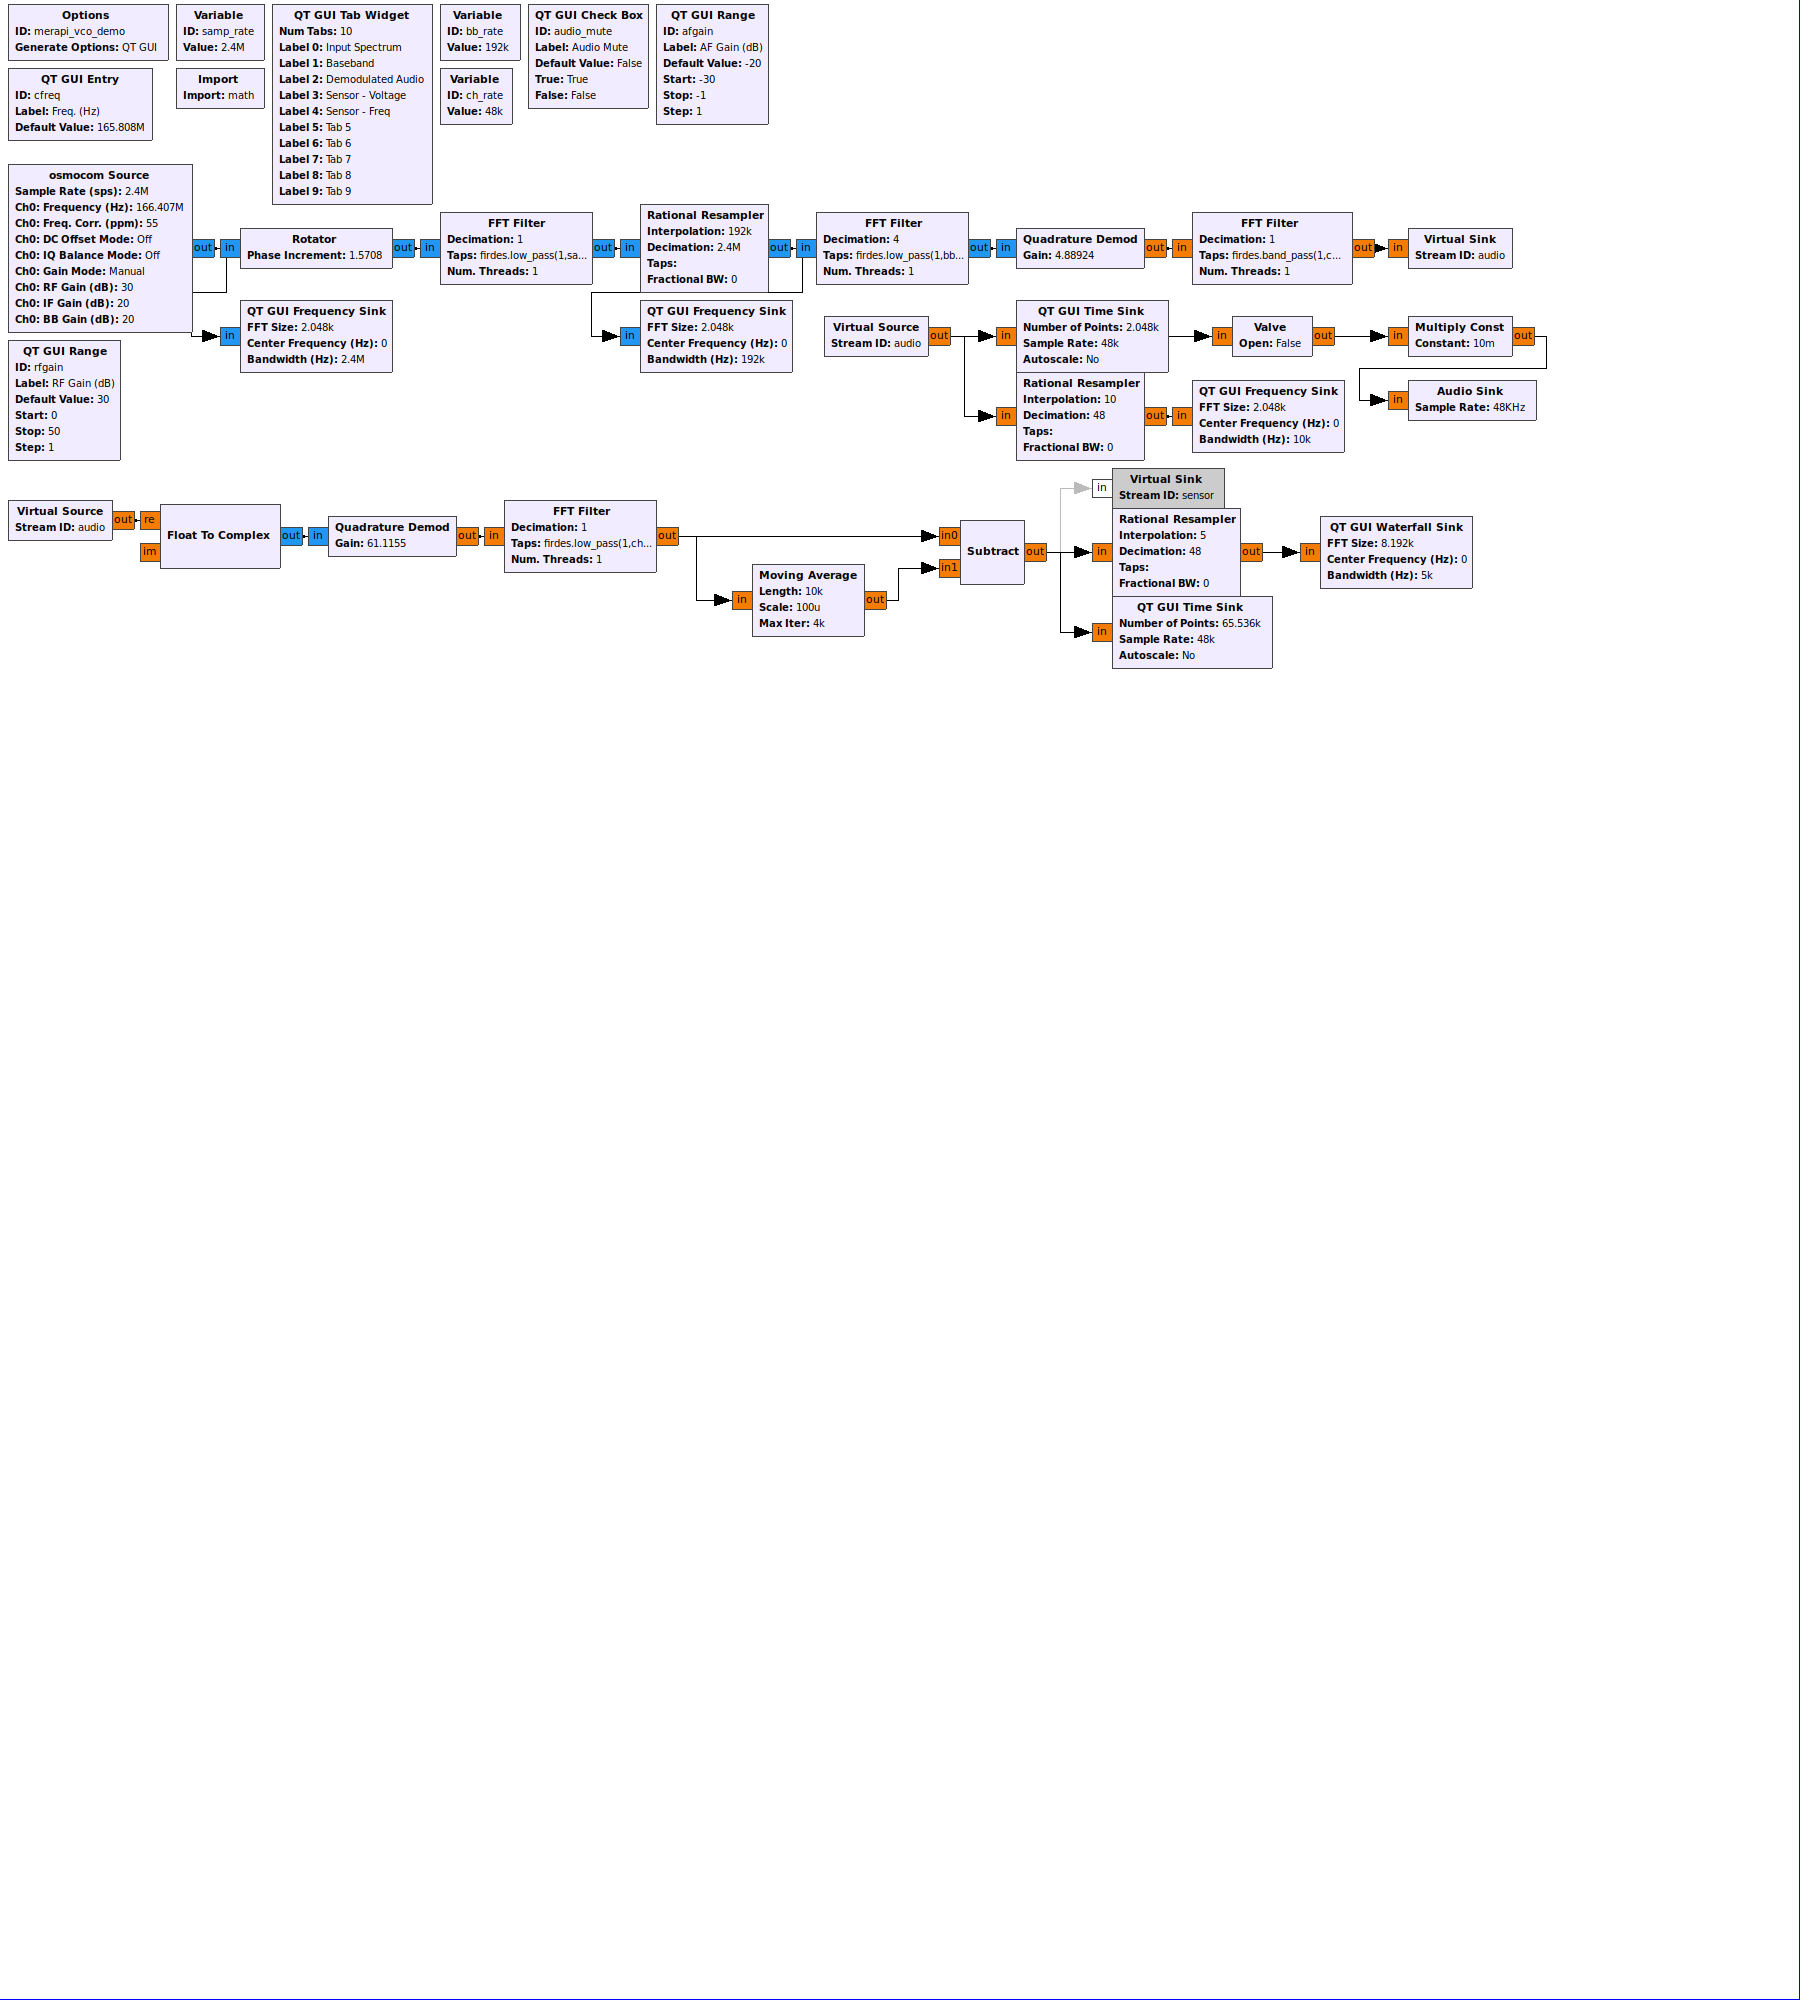 Options
ID: merapi_vco_demo
Generate Options: QT GUI
Variable
ID: samp_rate
Value: 2.4M
QT GUI Tab Widget
Num Tabs: 10
Label 0: Input Spectrum
Label 1: Baseband
Label 2: Demodulated Audio
Label 3: Sensor - Voltage
Label 4: Sensor - Freq
Label 5: Tab 5
Label 6: Tab 6
Label 7: Tab 7
Label 8: Tab 8
Label 9: Tab 9
Variable
ID: bb_rate
Value: 192k
QT GUI Check Box
ID: audio_mute
Label: Audio Mute
Default Value: False
True: True
False: False
QT GUI Range
ID: afgain
Label: AF Gain (dB)
Default Value: -20
Start: -30
Stop: -1
Step: 1
QT GUI Entry
ID: cfreq
Label: Freq. (Hz)
Default Value: 165.808M
Import
Import: math
Variable
ID: ch_rate
Value: 48k
osmocom Source
Sample Rate (sps): 2.4M
Ch0: Frequency (Hz): 166.407M
Ch0: Freq. Corr. (ppm): 55
Ch0: DC Offset Mode: Off
Ch0: IQ Balance Mode: Off
Ch0: Gain Mode: Manual
Ch0: RF Gain (dB): 30
Ch0: IF Gain (dB): 20
Ch0: BB Gain (dB): 20
out
in
Rotator
Phase Increment: 1.5708
out
in
FFT Filter
Decimation: 1
Taps: firdes.low_pass(1,sa...
Num. Threads: 1
out
in
Rational Resampler
Interpolation: 192k
Decimation: 2.4M
Taps:
Fractional BW: 0
out
in
FFT Filter
Decimation: 4
Taps: firdes.low_pass(1,bb...
Num. Threads: 1
out
in
Quadrature Demod
Gain: 4.88924
out
in
FFT Filter
Decimation: 1
Taps: firdes.band_pass(1,c...
Num. Threads: 1
out
in
Virtual Sink
Stream ID: audio
in
QT GUI Frequency Sink
FFT Size: 2.048k
Center Frequency (Hz): 0
Bandwidth (Hz): 2.4M
in
QT GUI Frequency Sink
FFT Size: 2.048k
Center Frequency (Hz): 0
Bandwidth (Hz): 192k
Virtual Source
Stream ID: audio
out
in
QT GUI Time Sink
Number of Points: 2.048k
Sample Rate: 48k
Autoscale: No
in
Valve
Open: False
out
in
Multiply Const
Constant: 10m
out
QT GUI Range
ID: rfgain
Label: RF Gain (dB)
Default Value: 30
Start: 0
Stop: 50
Step: 1
in
Rational Resampler
Interpolation: 10
Decimation: 48
Taps:
Fractional BW: 0
out
in
QT GUI Frequency Sink
FFT Size: 2.048k
Center Frequency (Hz): 0
Bandwidth (Hz): 10k
in
Audio Sink
Sample Rate: 48KHz
Virtual Source
Stream ID: audio
out
re
im
Float To Complex
out
in
Quadrature Demod
Gain: 61.1155
out
in
FFT Filter
Decimation: 1
Taps: firdes.low_pass(1,ch...
Num. Threads: 1
out
in
Moving Average
Length: 10k
Scale: 100u
Max Iter: 4k
out
in0
in1
Subtract
out
in
Virtual Sink
Stream ID: sensor
in
Rational Resampler
Interpolation: 5
Decimation: 48
Taps:
Fractional BW: 0
out
in
QT GUI Waterfall Sink
FFT Size: 8.192k
Center Frequency (Hz): 0
Bandwidth (Hz): 5k
in
QT GUI Time Sink
Number of Points: 65.536k
Sample Rate: 48k
Autoscale: No